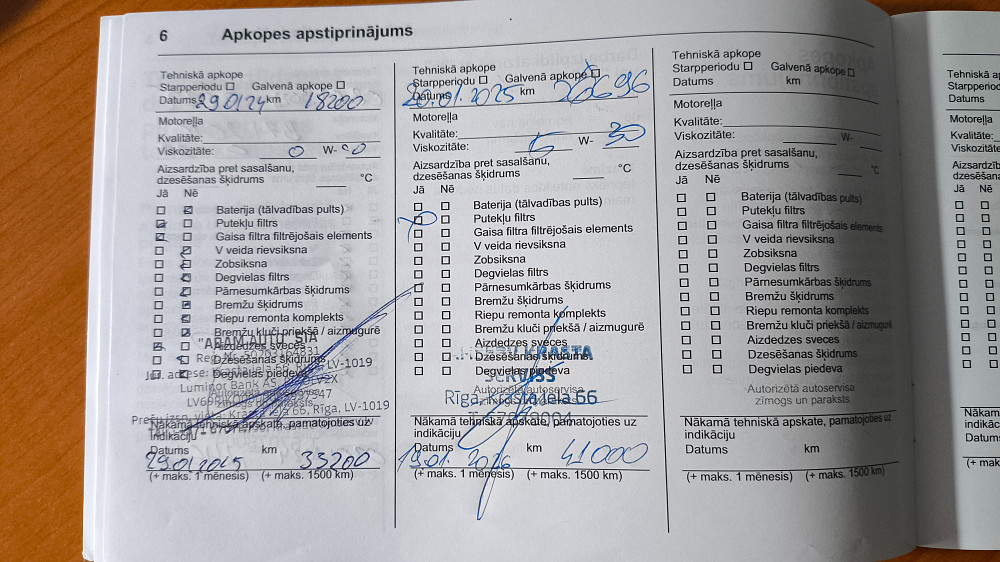 6 Apkopes apstiprinājums
Tehniskā apkope
Starpperiodu Galvenā apkope
Datums 29 01 24 km 18200
Motoreļļa
Kvalitāte:
Viskozitāte: 0 W-
Aizsardzība pret sasalšanu,
dzesēšanas šķidrums °C
Jā Nē
Baterija (tālvadības pults)
Putekļu filtrs
Gaisa filtra filtrējošais elements
V veida rievsiksna
Zobsiksna
Degvielas filtrs
Pārnesumkārbas šķidrums
Bremžu šķidrums
Riepu remonta komplekts
Bremžu kluči priekšā / aizmugurē
Aizdedzes sveces
Dzesēšanas šķidrums
Degvielas piedeva
"ABAM AUTO" SIA
LV-1019
Luminor Bank AS
66, Rīga, LV-1019
Nākamā tehniskā apskate, pamatojoties uz
indikāciju
Datums km
29 01 2025 33200
(+ maks. 1 mēnesis) (+ maks. 1500 km)
Tehniskā apkope
Starpperiodu Galvenā apkope
Datums 20.01.2025 km
Motoreļļa
Kvalitāte:
Viskozitāte: 5 W- 30
Aizsardzība pret sasalšanu,
dzesēšanas šķidrums °C
Jā Nē
Baterija (tālvadības pults)
Putekļu filtrs
Gaisa filtra filtrējošais elements
V veida rievsiksna
Zobsiksna
Degvielas filtrs
Pārnesumkārbas šķidrums
Bremžu šķidrums
Riepu remonta komplekts
Bremžu kluči priekšā / aizmugurē
Aizdedzes sveces
Dzesēšanas šķidrums
Degvielas piedeva
KRASTA
Autorizētā autoservisa
Rīga, Krasta iela 66
Nākamā tehniskā apskate, pamatojoties uz
indikāciju
Datums km
19.01 2026 41000
(+ maks. 1 mēnesis) (+ maks. 1500 km)
Tehniskā apkope
Starpperiodu Galvenā apkope
Datums km
Motoreļļa
Kvalitāte:
Viskozitāte: W-
Aizsardzība pret sasalšanu,
dzesēšanas šķidrums °C
Jā Nē
Baterija (tālvadības pults)
Putekļu filtrs
Gaisa filtra filtrējošais elements
V veida rievsiksna
Zobsiksna
Degvielas filtrs
Pārnesumkārbas šķidrums
Bremžu šķidrums
Riepu remonta komplekts
Bremžu kluči priekšā / aizmugurē
Aizdedzes sveces
Dzesēšanas šķidrums
Degvielas piedeva
Autorizētā autoservisa
zīmogs un paraksts
Nākamā tehniskā apskate, pamatojoties uz
indikāciju
Datums km
(+ maks. 1 mēnesis) (+ maks. 1500 km)